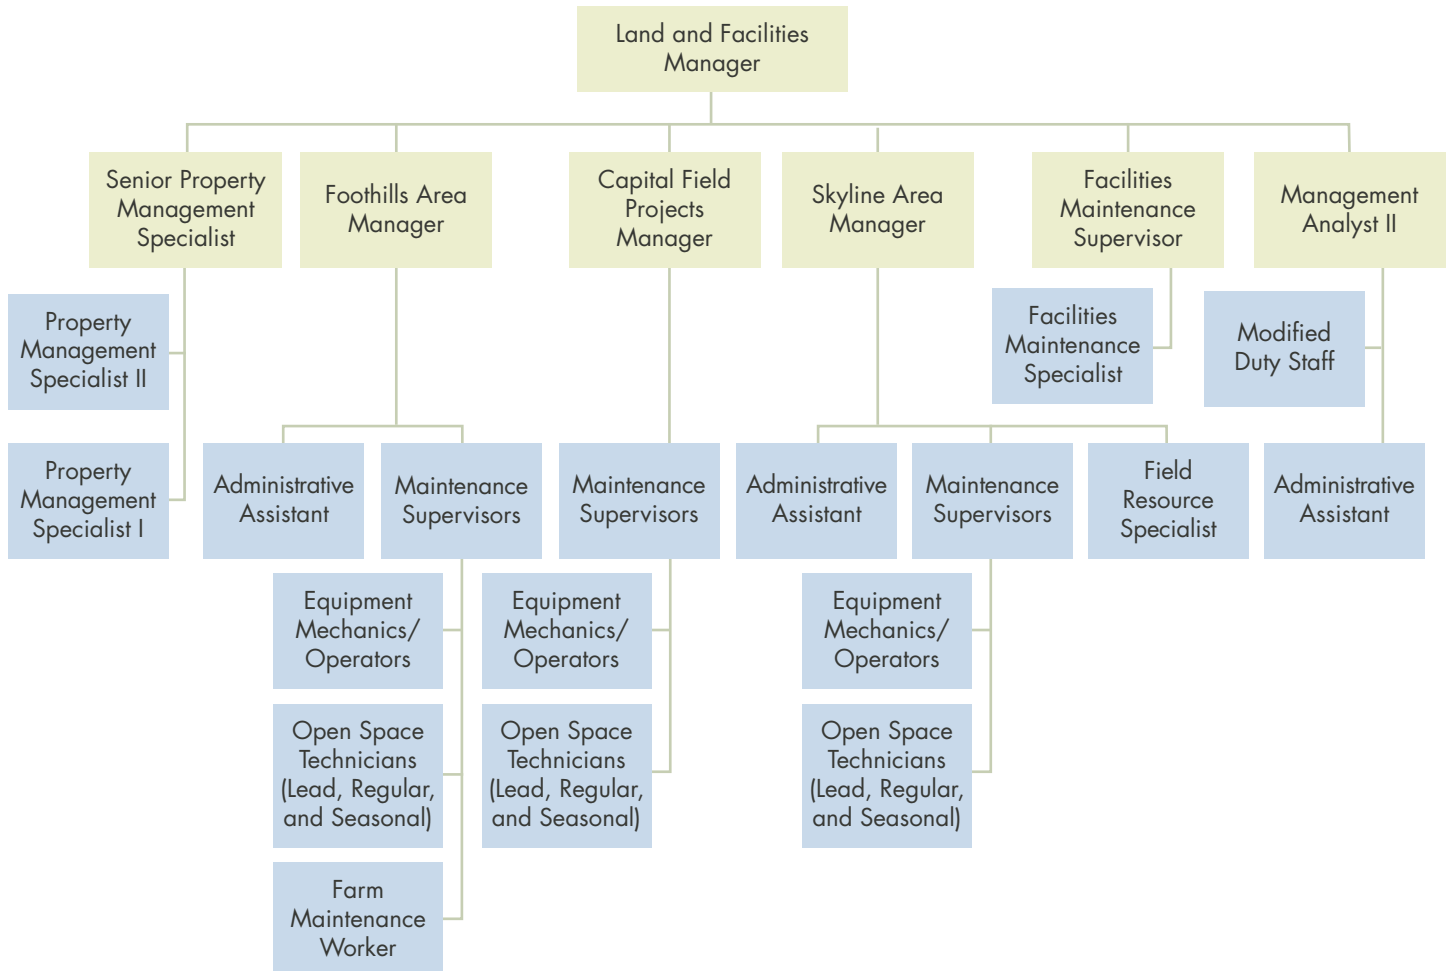 Land and Facilities
Manager
Senior Property
Management
Specialist
Foothills Area
Manager
Capital Field
Projects
Manager
Skyline Area
Manager
Facilities
Maintenance
Supervisor
Management
Analyst II
Property
Management
Specialist II
Facilities
Maintenance
Specialist
Modified
Duty Staff
Property
Management
Specialist I
Administrative
Assistant
Maintenance
Supervisors
Maintenance
Supervisors
Administrative
Assistant
Maintenance
Supervisors
Field
Resource
Specialist
Administrative
Assistant
Equipment
Mechanics/
Operators
Equipment
Mechanics/
Operators
Equipment
Mechanics/
Operators
Open Space
Technicians
(Lead, Regular,
and Seasonal)
Open Space
Technicians
(Lead, Regular,
and Seasonal)
Open Space
Technicians
(Lead, Regular,
and Seasonal)
Farm
Maintenance
Worker